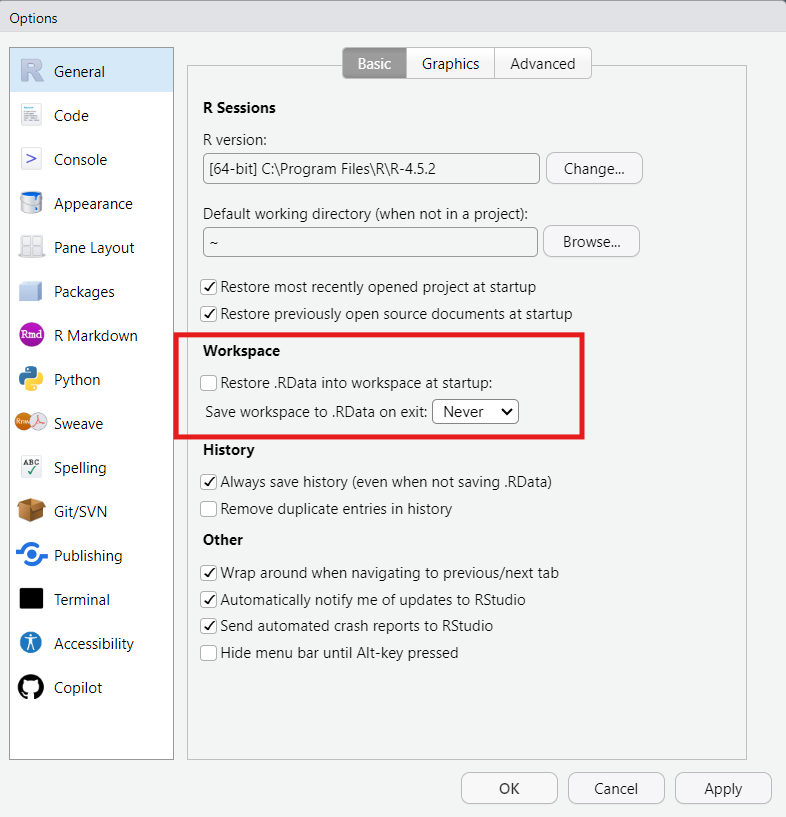 Options
General
Code
Console
Appearance
Pane Layout
Packages
Rmd R Markdown
Python
Rnw Sweave
ABC Spelling
Git/SVN
Publishing
Terminal
Accessibility
Copilot
Basic Graphics Advanced
R Sessions
R version:
[64-bit] C:\Program Files\R\R-4.5.2 Change...
Default working directory (when not in a project):
~ Browse...
Restore most recently opened project at startup
Restore previously open source documents at startup
Workspace
Restore .RData into workspace at startup:
Save workspace to .RData on exit: Never
History
Always save history (even when not saving .RData)
Remove duplicate entries in history
Other
Wrap around when navigating to previous/next tab
Automatically notify me of updates to RStudio
Send automated crash reports to RStudio
Hide menu bar until Alt-key pressed
OK Cancel Apply